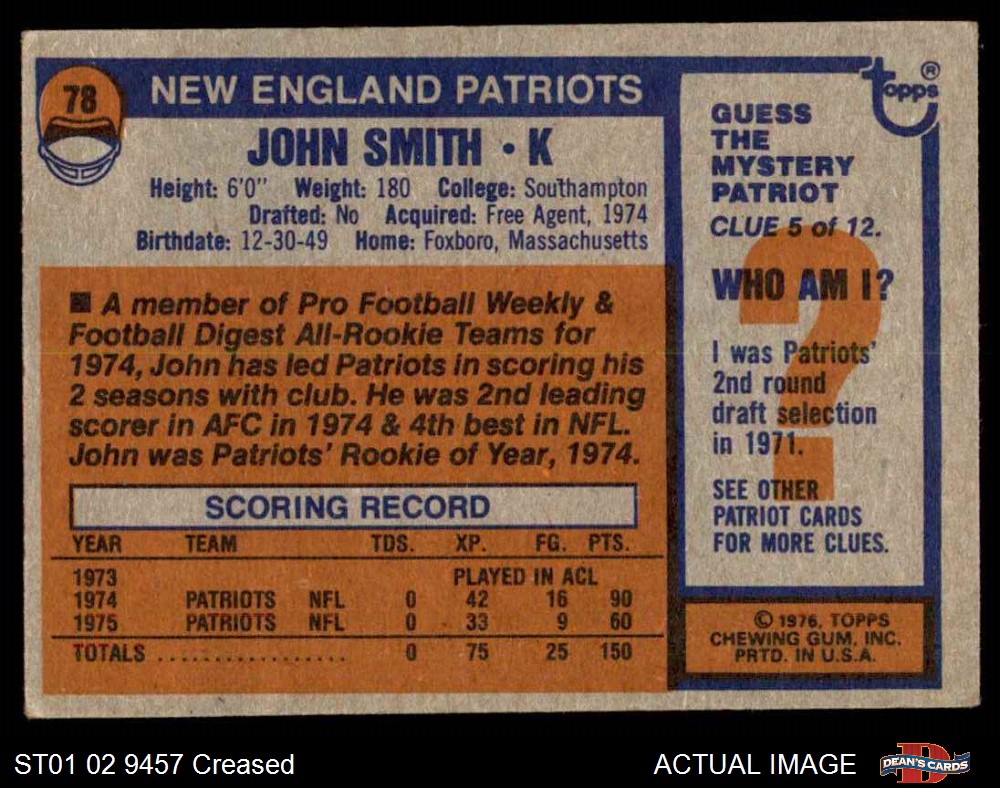 78
NEW ENGLAND PATRIOTS
JOHN SMITH • K
Height: 6'0" Weight: 180 College: Southampton
Drafted: No Acquired: Free Agent, 1974
Birthdate: 12-30-49 Home: Foxboro, Massachusetts
■ A member of Pro Football Weekly &
Football Digest All-Rookie Teams for
1974, John has led Patriots in scoring his
2 seasons with club. He was 2nd leading
scorer in AFC in 1974 & 4th best in NFL.
John was Patriots' Rookie of Year, 1974.
SCORING RECORD
YEAR TEAM TDS. XP. FG. PTS.
1973 PLAYED IN ACL
1974 PATRIOTS NFL 0 42 16 90
1975 PATRIOTS NFL 0 33 9 60
TOTALS .................. 0 75 25 150
topps®
GUESS
THE
MYSTERY
PATRIOT
CLUE 5 of 12.
?
WHO AM I?
I was Patriots'
2nd round
draft selection
in 1971.
SEE OTHER
PATRIOT CARDS
FOR MORE CLUES.
© 1976, TOPPS
CHEWING GUM, INC.
PRTD. IN U.S.A.
ST01 02 9457 Creased
ACTUAL IMAGE
D
DEAN'S CARDS